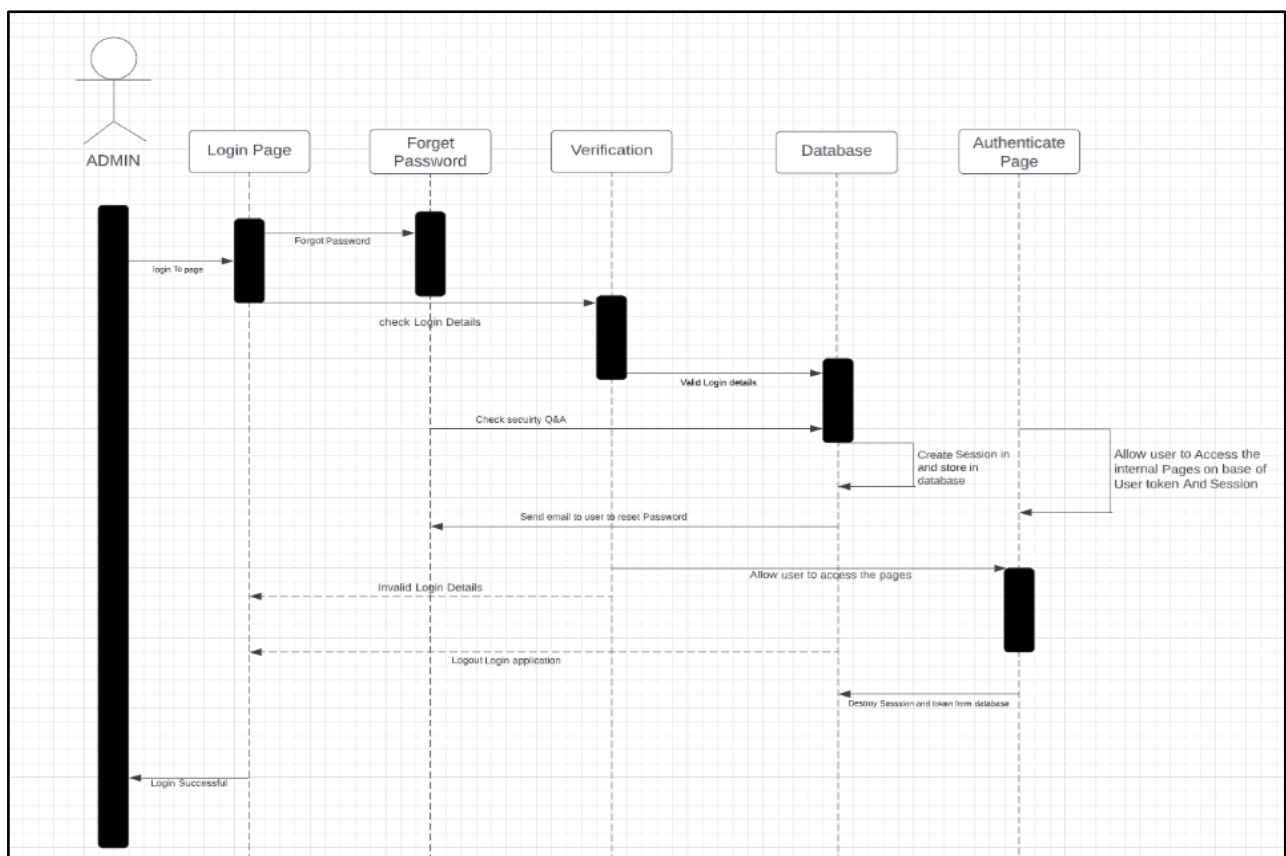 ADMIN
Login Page
Forget
Password
Verification
Database
Authenticate
Page
Forgot Password
login To page
check Login Details
Valid Login details
Check secuirty Q&A
Create Session in
and store in
database
Allow user to Access the
internal Pages on base of
User token And Session
Send email to user to reset Password
Allow user to access the pages
Invalid Login Details
Logout Login application
Destroy Sesssion and token from database
Login Successful